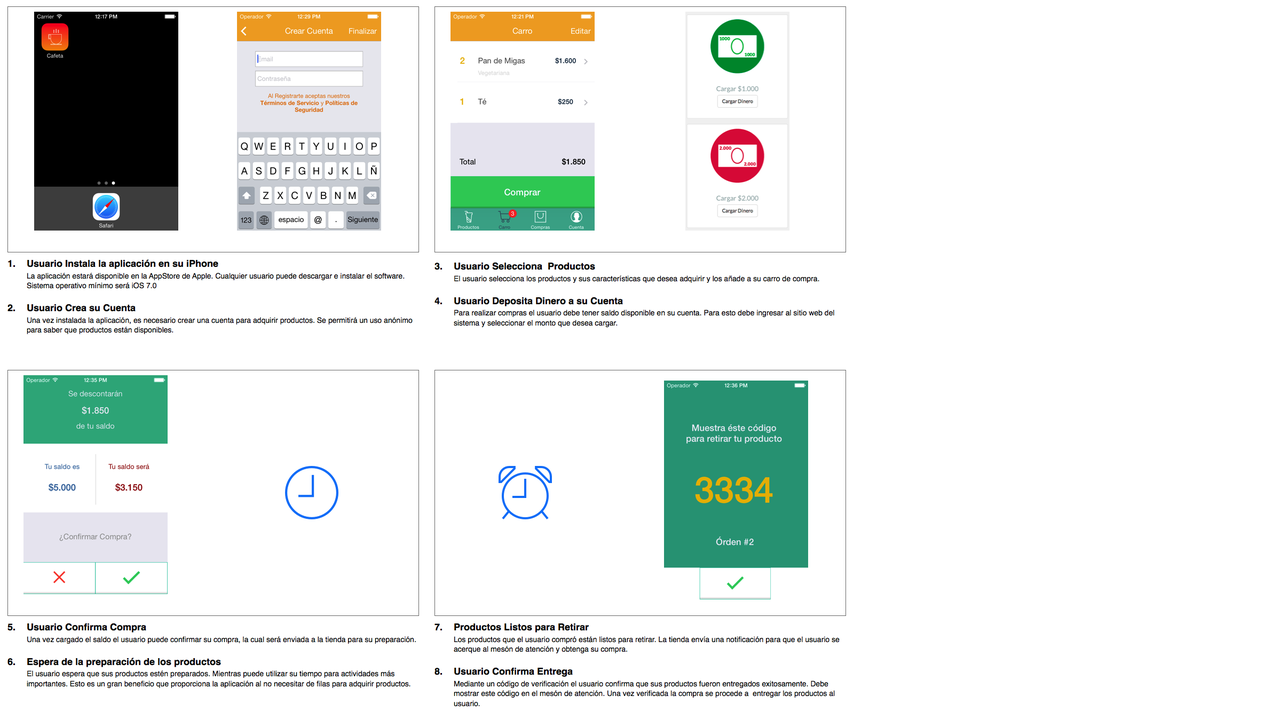 Carrier 12:17 PM
Cafeta
Safari
Operador 12:29 PM
Crear Cuenta Finalizar
Email
Contraseña
Al Registrarte aceptas nuestros
Términos de Servicio y Políticas de
Seguridad
Q W E R T Y U I O P
A S D F G H J K L Ñ
Z X C V B N M
123 espacio @ . Siguiente
1. Usuario Instala la aplicación en su iPhone
La aplicación estará disponible en la AppStore de Apple. Cualquier usuario puede descargar e instalar el software.
Sistema operativo mínimo será iOS 7.0
2. Usuario Crea su Cuenta
Una vez instalada la aplicación, es necesario crear una cuenta para adquirir productos. Se permitirá un uso anónimo
para saber que productos están disponibles.
Operador 12:21 PM
Carro Editar
2 Pan de Migas $1.600
Vegetariana
1 Té $250
Total $1.850
Comprar
3
Productos Carro Compras Cuenta
1000
1000
Cargar $1.000
Cargar Dinero
2.000
2.000
Cargar $2.000
Cargar Dinero
3. Usuario Selecciona Productos
El usuario selecciona los productos y sus características que desea adquirir y los añade a su carro de compra.
4. Usuario Deposita Dinero a su Cuenta
Para realizar compras el usuario debe tener saldo disponible en su cuenta. Para esto debe ingresar al sitio web del
sistema y seleccionar el monto que desea cargar.
Operador 12:35 PM
Se descontarán
$1.850
de tu saldo
Tu saldo es Tu saldo será
$5.000 $3.150
¿Confirmar Compra?
5. Usuario Confirma Compra
Una vez cargado el saldo el usuario puede confirmar su compra, la cual será enviada a la tienda para su preparación.
6. Espera de la preparación de los productos
El usuario espera que sus productos estén preparados. Mientras puede utilizar su tiempo para actividades más
importantes. Esto es un gran beneficio que proporciona la aplicación al no necesitar de filas para adquirir productos.
Operador 12:36 PM
Muestra éste código
para retirar tu producto
3334
Órden #2
7. Productos Listos para Retirar
Los productos que el usuario compró están listos para retirar. La tienda envía una notificación para que el usuario se
acerque al mesón de atención y obtenga su compra.
8. Usuario Confirma Entrega
Mediante un código de verificación el usuario confirma que sus productos fueron entregados exitosamente. Debe
mostrar este código en el mesón de atención. Una vez verificada la compra se procede a entregar los productos al
usuario.